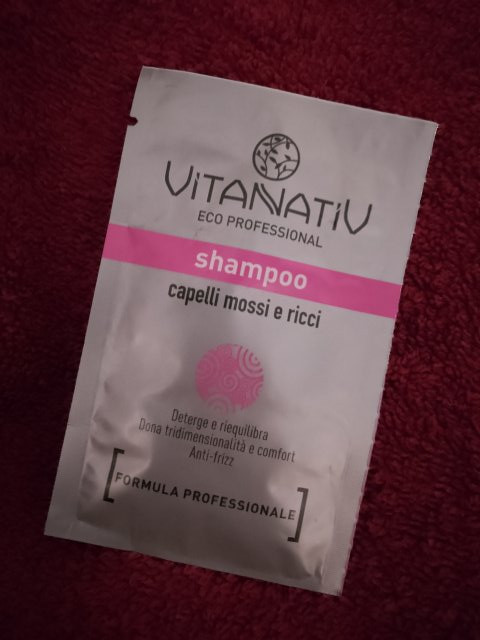 VITANATIV
ECO PROFESSIONAL
shampoo
capelli mossi e ricci
Deterge e riequilibra
Dona tridimensionalità e comfort
Anti-frizz
[FORMULA PROFESSIONALE]